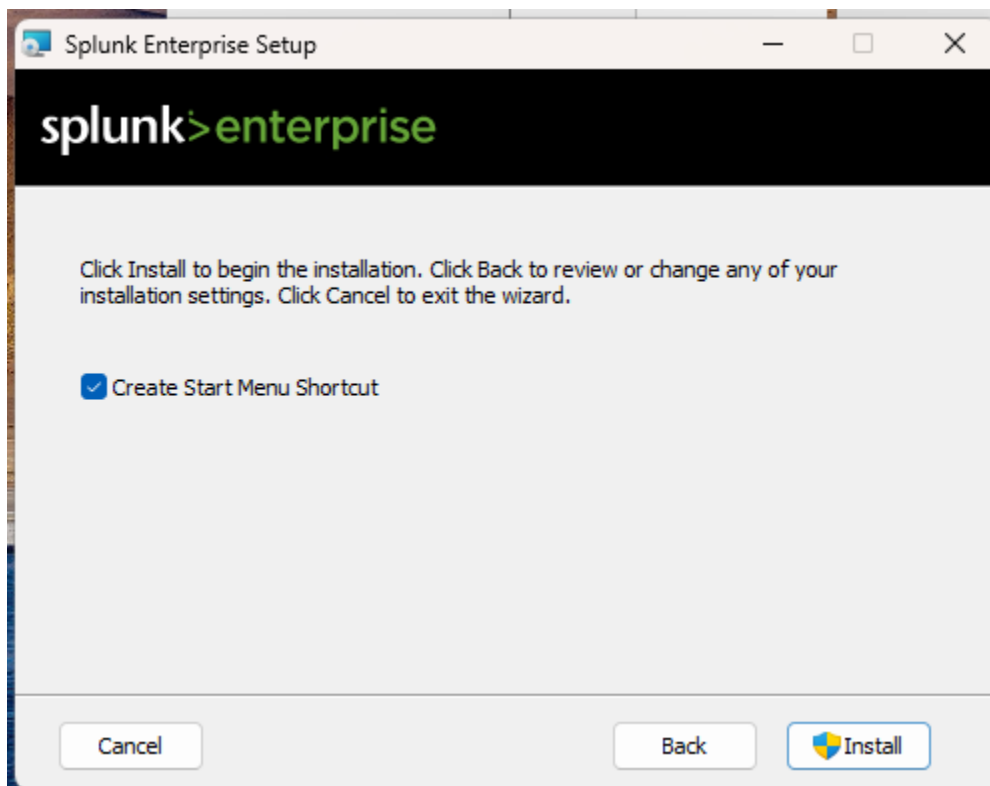 Splunk Enterprise Setup
splunk>enterprise
Click Install to begin the installation. Click Back to review or change any of your
installation settings. Click Cancel to exit the wizard.
Create Start Menu Shortcut
Cancel
Back
Install